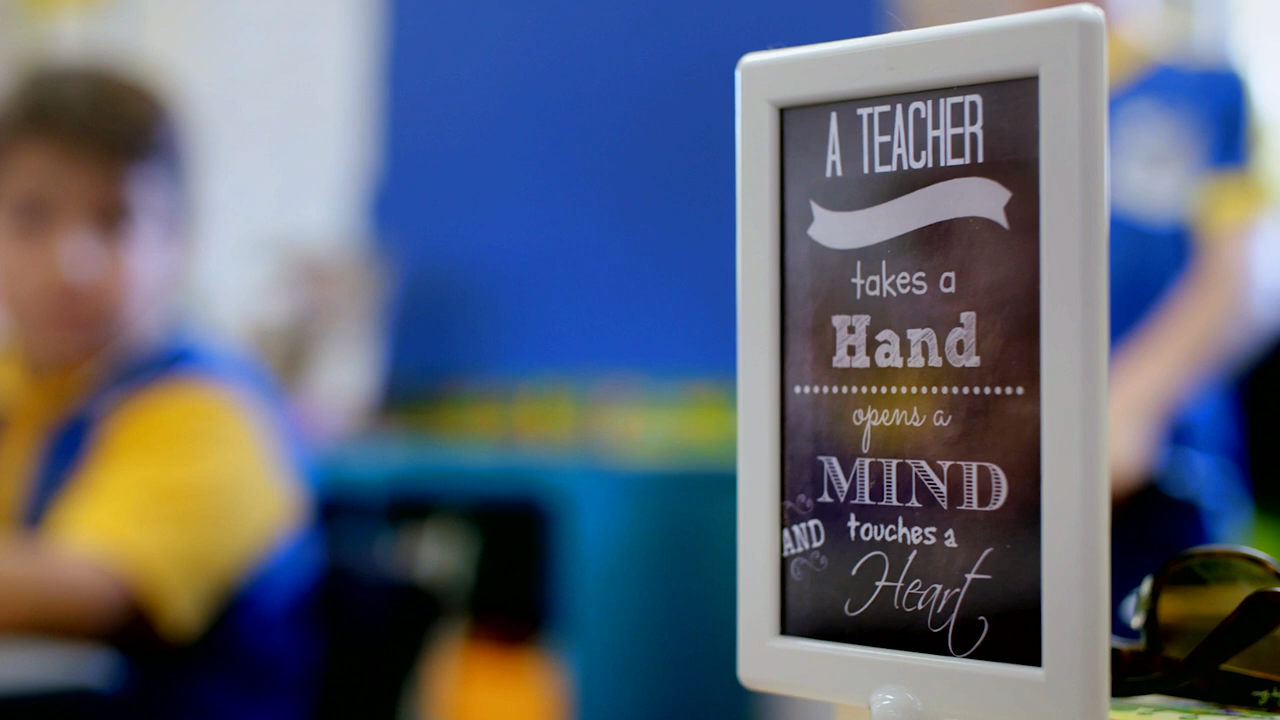 A TEACHER
takes a
Hand
opens a
MIND
AND touches a
Heart